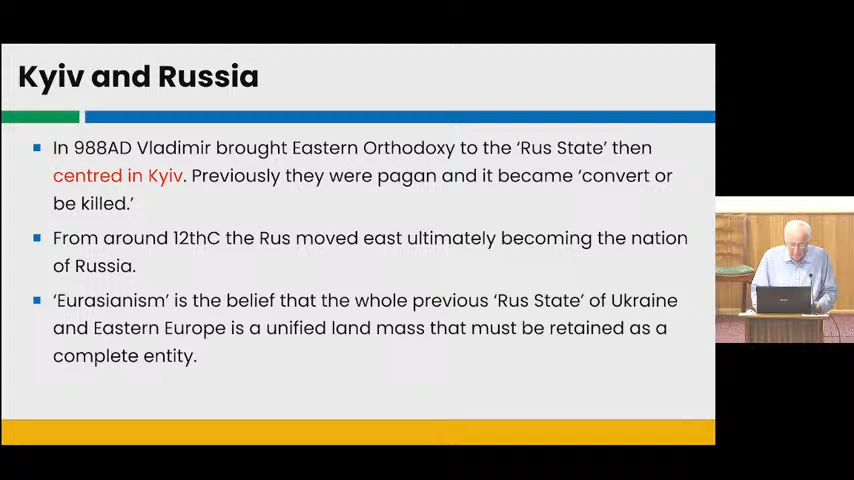 Kyiv and Russia
In 988AD Vladimir brought Eastern Orthodoxy to the ‘Rus State’ then
centred in Kyiv. Previously they were pagan and it became ‘convert or
be killed.’
From around 12thC the Rus moved east ultimately becoming the nation
of Russia.
‘Eurasianism’ is the belief that the whole previous ‘Rus State’ of Ukraine
and Eastern Europe is a unified land mass that must be retained as a
complete entity.